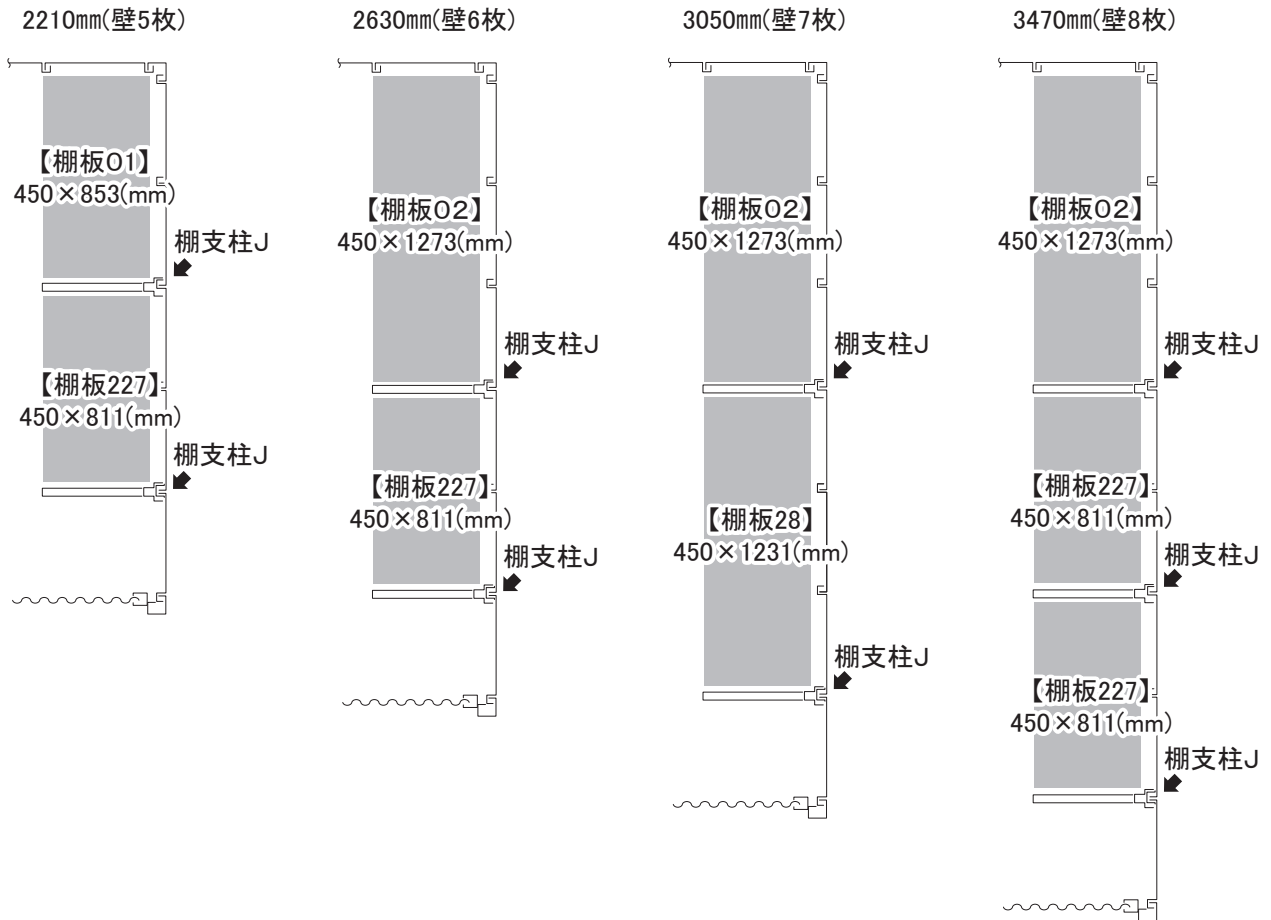 2210㎜(壁5枚)
【棚板01】
450×853(mm)
棚支柱J
【棚板227】
450×811(mm)
棚支柱J
2630㎜(壁6枚)
【棚板02】
450×1273(mm)
棚支柱J
【棚板227】
450×811(mm)
棚支柱J
3050㎜(壁7枚)
【棚板02】
450×1273(mm)
棚支柱J
【棚板28】
450×1231(mm)
棚支柱J
3470㎜(壁8枚)
【棚板02】
450×1273(mm)
棚支柱J
【棚板227】
450×811(mm)
棚支柱J
【棚板227】
450×811(mm)
棚支柱J